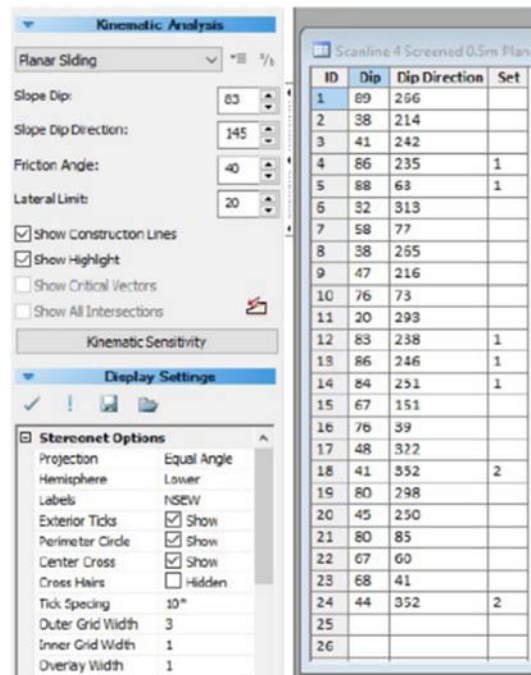 Kinematic Analysis
Planar Sliding
Slope Dip: 83
Slope Dip Direction: 145
Friction Angle: 40
Lateral Limit: 20
Show Construction Lines
Show Highlight
Show Critical Vectors
Show All Intersections
Kinematic Sensitivity
Display Settings
Stereonet Options
Projection Equal Angle
Hemisphere Lower
Labels NSEW
Exterior Ticks Show
Perimeter Circle Show
Center Cross Show
Cross Hairs Hidden
Tick Spacing 10°
Outer Grid Width 3
Inner Grid Width 1
Overlay Width 1
Scanline 4 Screened 0.5m Plan
ID Dip Dip Direction Set
1 89 266
2 38 214
3 41 242
4 86 235 1
5 88 63 1
6 32 313
7 58 77
8 38 265
9 47 216
10 76 73
11 20 293
12 83 238 1
13 86 246 1
14 84 251 1
15 67 151
16 76 39
17 48 322
18 41 352 2
19 80 298
20 45 250
21 80 85
22 67 60
23 68 41
24 44 352 2
25
26